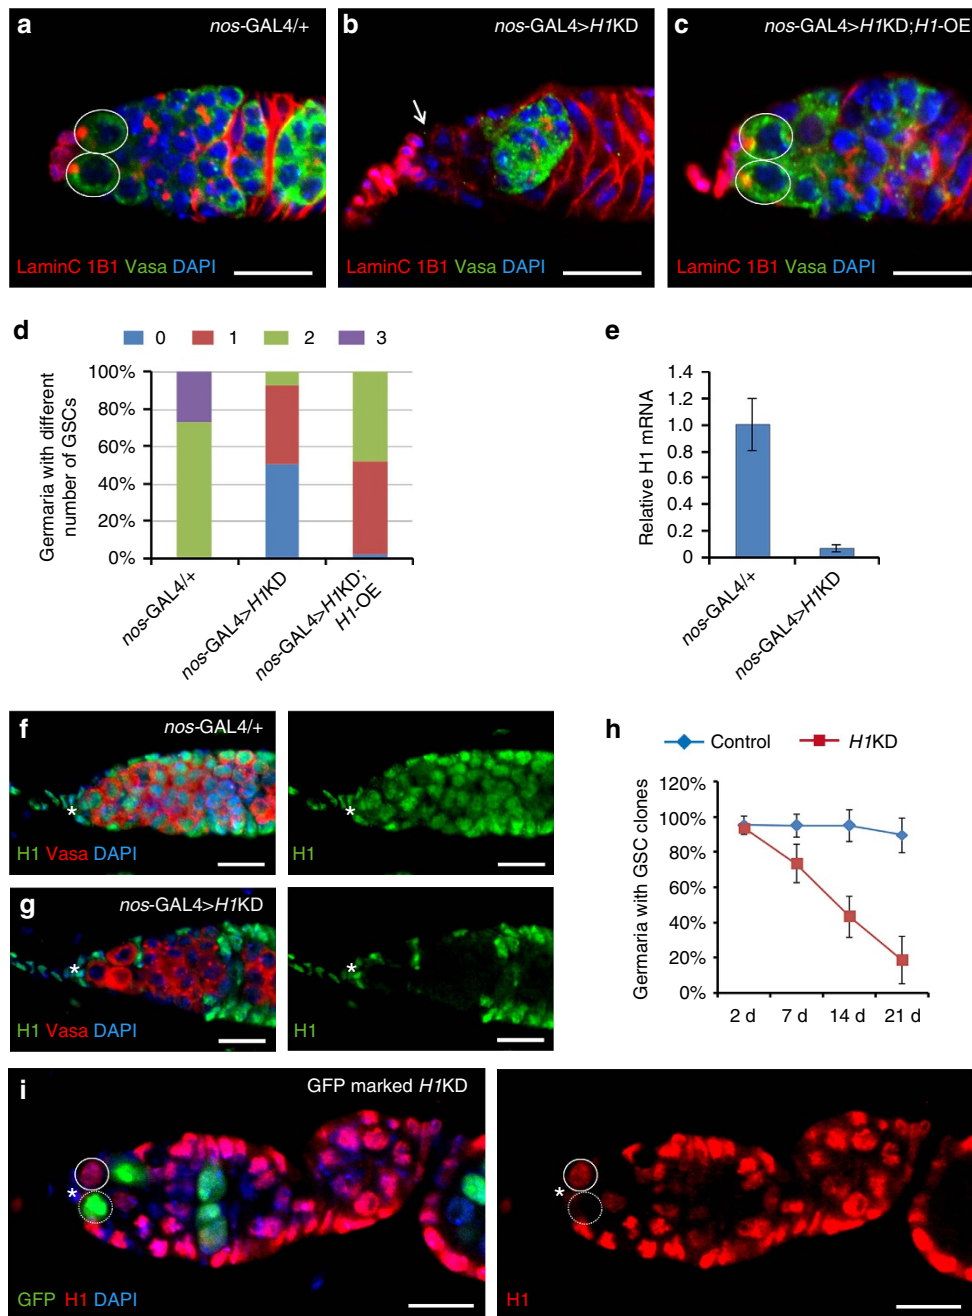 a
nos-GAL4/+
LaminC 1B1 Vasa DAPI
b
nos-GAL4>H1KD
LaminC 1B1 Vasa DAPI
c
nos-GAL4>H1KD;H1-OE
LaminC 1B1 Vasa DAPI
d
0 1 2 3
Germaria with different
number of GSCs
100%
80%
60%
40%
20%
0%
nos-GAL4/+
nos-GAL4>H1KD
nos-GAL4>H1KD;
H1-OE
e
Relative H1 mRNA
1.4
1.2
1.0
0.8
0.6
0.4
0.2
0
nos-GAL4/+
nos-GAL4>H1KD
f
nos-GAL4/+
*
H1 Vasa DAPI
*
H1
g
nos-GAL4>H1KD
*
H1 Vasa DAPI
*
H1
h
Control H1KD
Germaria with GSC clones
120%
100%
80%
60%
40%
20%
0%
2 d 7 d 14 d 21 d
i
GFP marked H1KD
*
GFP H1 DAPI
*
H1